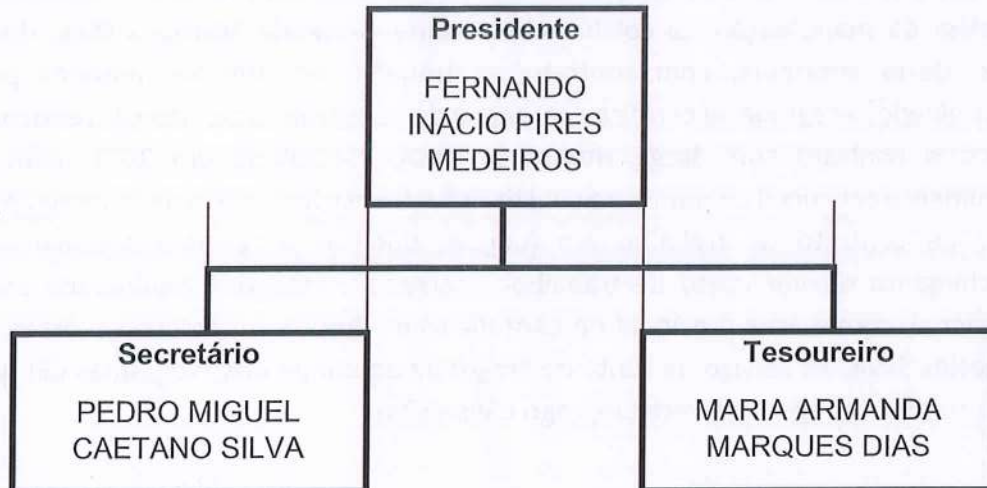 Presidente
FERNANDO
INÁCIO PIRES
MEDEIROS
Secretário
PEDRO MIGUEL
CAETANO SILVA
Tesoureiro
MARIA ARMANDA
MARQUES DIAS